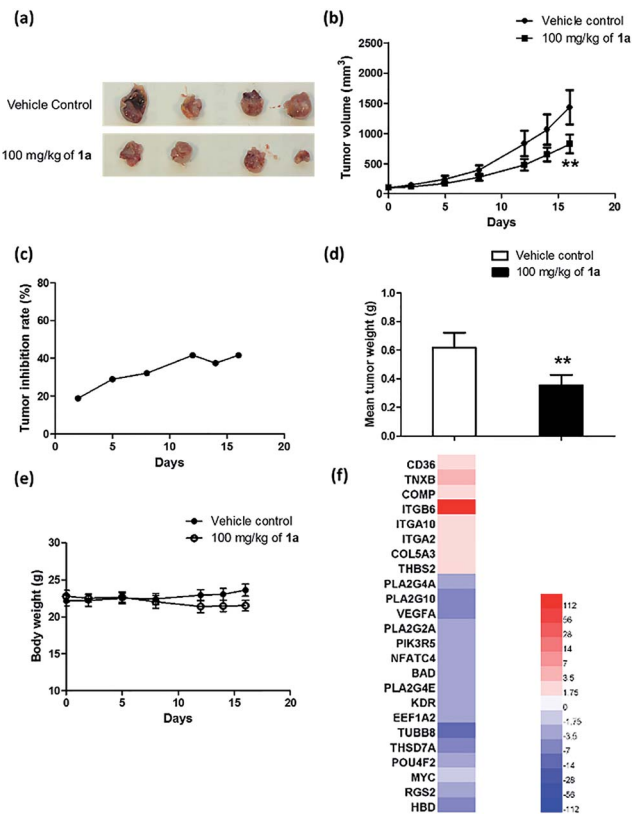 (a)
Vehicle Control
100 mg/kg of 1a
(b)
Vehicle control
100 mg/kg of 1a
Tumor volume (mm3)
2500
2000
1500
1000
500
0
0 5 10 15 20
Days
**
(c)
Tumor inhibition rate (%)
80
60
40
20
0
0 5 10 15 20
Days
(d)
Vehicle control
100 mg/kg of 1a
Mean tumor weight (g)
1.0
0.8
0.6
0.4
0.2
0.0
**
(e)
Vehicle control
100 mg/kg of 1a
Body weight (g)
30
25
20
15
10
0 5 10 15 20
Days
(f)
CD36
TNXB
COMP
ITGB6
ITGA10
ITGA2
COL5A3
THBS2
PLA2G4A
PLA2G10
VEGFA
PLA2G2A
PIK3R5
NFATC4
BAD
PLA2G4E
KDR
EEF1A2
TUBB8
THSD7A
POU4F2
MYC
RGS2
HBD
112
56
28
14
7
3.5
1.75
0
-1.75
-3.5
-7
-14
-28
-56
-112